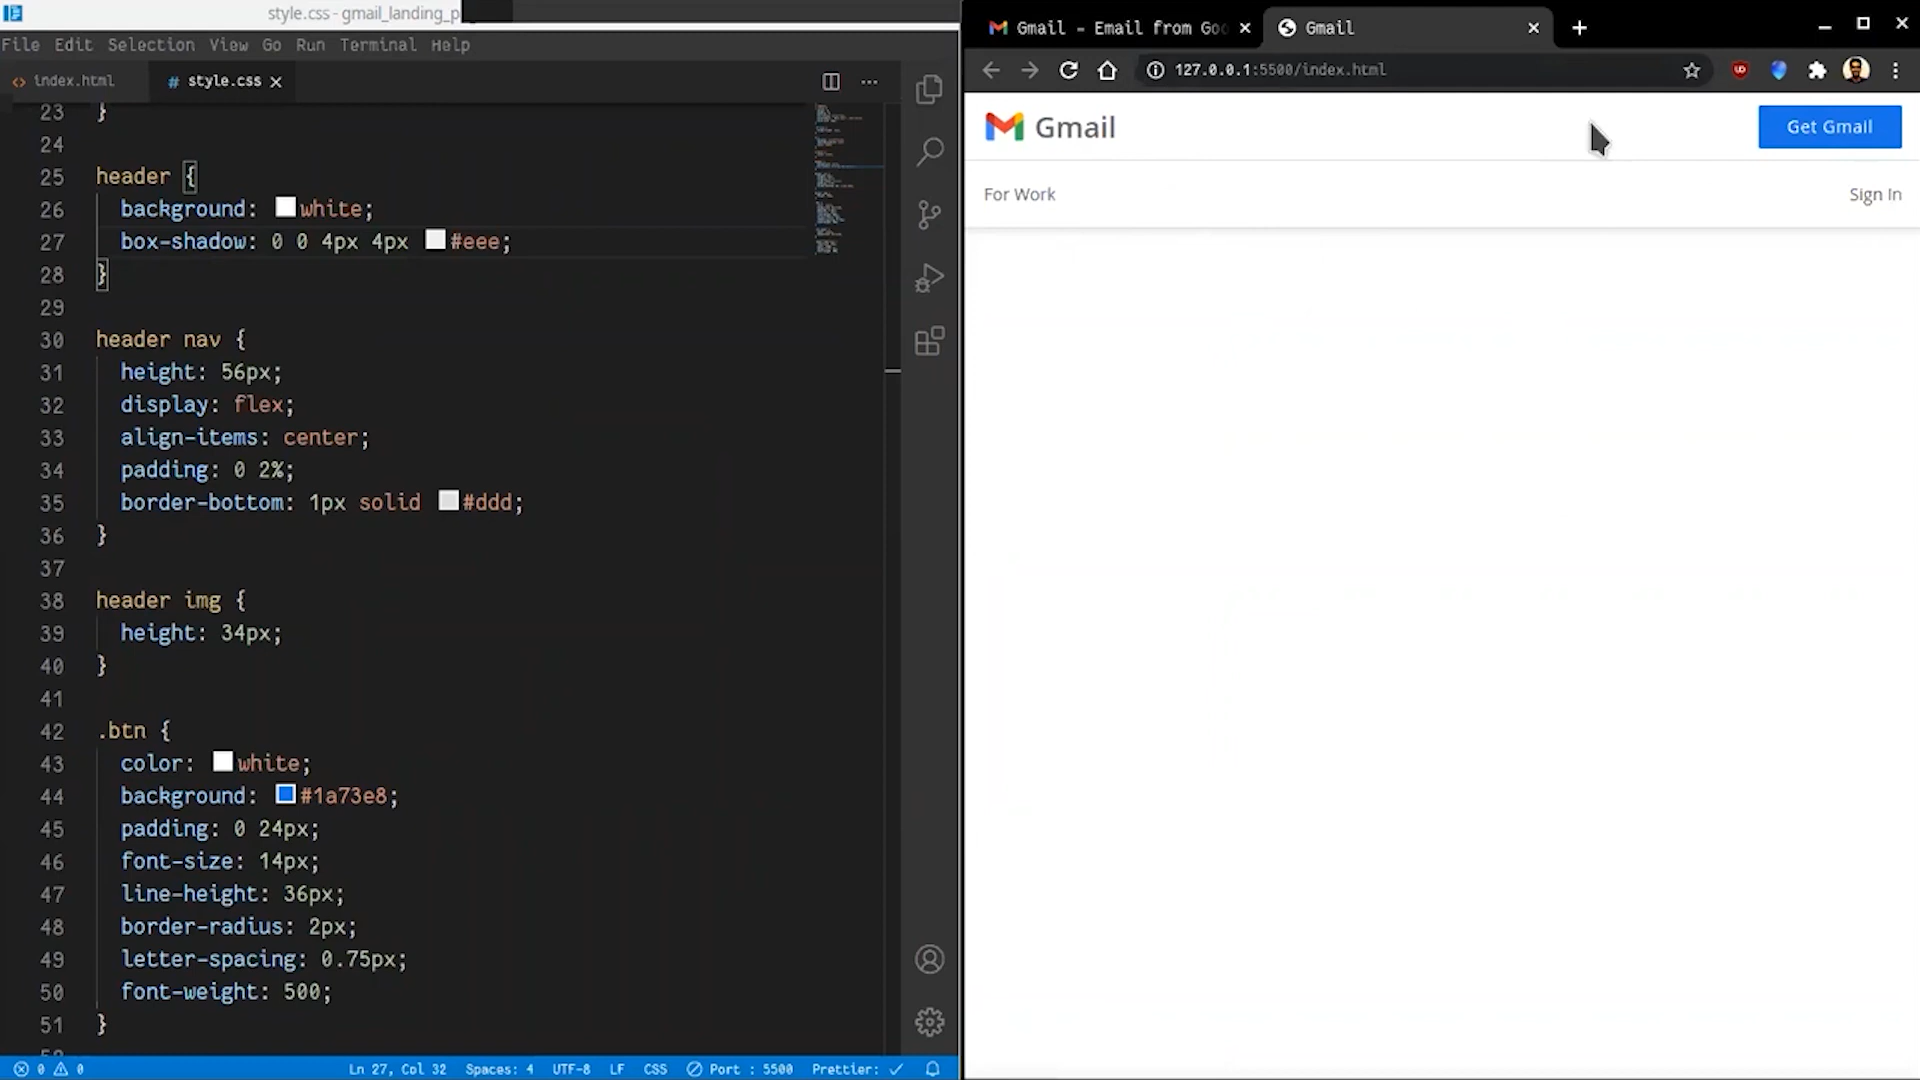 style.css - gmail_landing_p
File Edit Selection View Go Run Terminal Help
<> index.html # style.css ×
23 }
24
25 header {
26 background: white;
27 box-shadow: 0 0 4px 4px #eee;
28 }
29
30 header nav {
31 height: 56px;
32 display: flex;
33 align-items: center;
34 padding: 0 2%;
35 border-bottom: 1px solid #ddd;
36 }
37
38 header img {
39 height: 34px;
40 }
41
42 .btn {
43 color: white;
44 background: #1a73e8;
45 padding: 0 24px;
46 font-size: 14px;
47 line-height: 36px;
48 border-radius: 2px;
49 letter-spacing: 0.75px;
50 font-weight: 500;
51 }
0 0 Ln 27, Col 32 Spaces: 4 UTF-8 LF CSS Port : 5500 Prettier: ✓
Gmail - Email from Goo Gmail
127.0.0.1:5500/index.html
Gmail Get Gmail
For Work Sign In